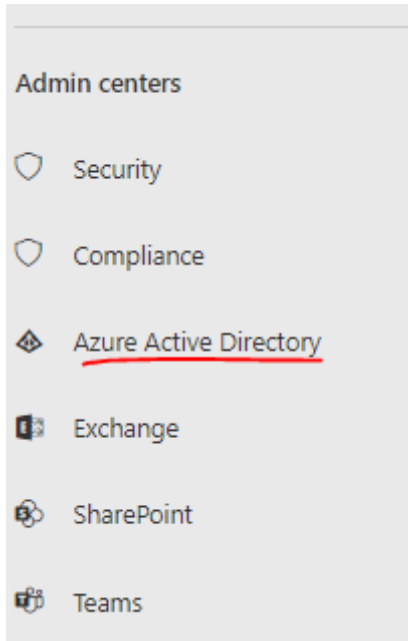 Admin centers
Security
Compliance
Azure Active Directory
Exchange
SharePoint
Teams